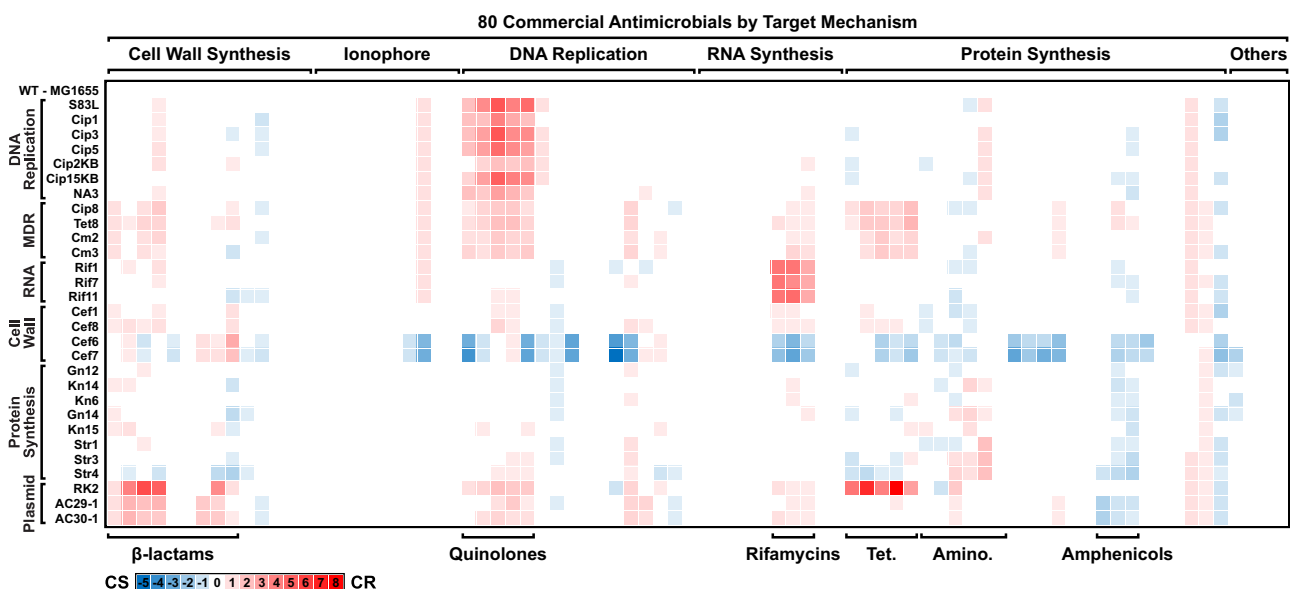 80 Commercial Antimicrobials by Target Mechanism
Cell Wall Synthesis Ionophore DNA Replication RNA Synthesis Protein Synthesis Others
WT - MG1655
DNA Replication
S83L
Cip1
Cip3
Cip5
Cip2KB
Cip15KB
NA3
MDR
Cip8
Tet8
Cm2
Cm3
RNA
Rif1
Rif7
Rif11
Cell Wall
Cef1
Cef8
Cef6
Cef7
Protein Synthesis
Gn12
Kn14
Kn6
Gn14
Kn15
Str1
Str3
Str4
Plasmid
RK2
AC29-1
AC30-1
β-lactams Quinolones Rifamycins Tet. Amino. Amphenicols
CS -5 -4 -3 -2 -1 0 1 2 3 4 5 6 7 8 CR